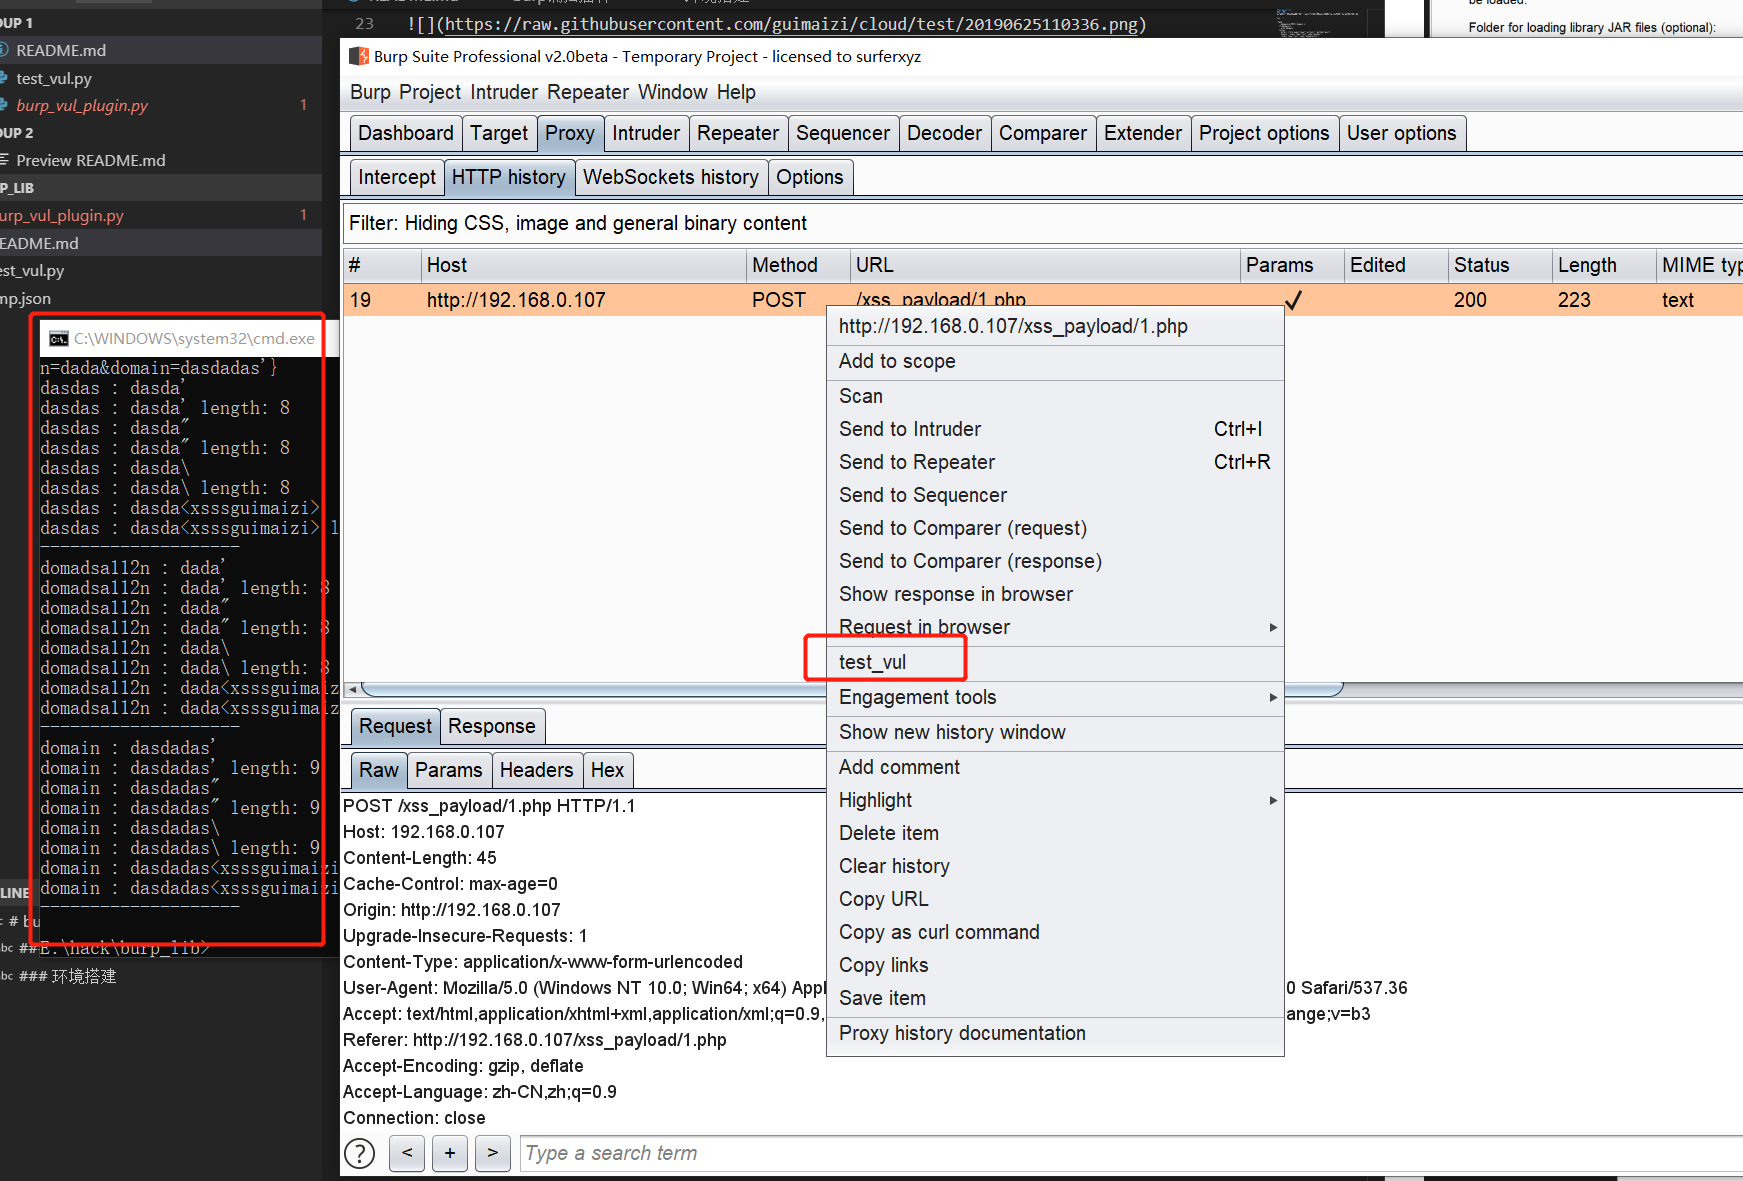 23 ![](https://raw.githubusercontent.com/guimaizi/cloud/test/20190625110336.png)
be loaded.
Folder for loading library JAR files (optional):
OUP 1
README.md
test_vul.py
burp_vul_plugin.py 1
OUP 2
Preview README.md
P_LIB
urp_vul_plugin.py 1
EADME.md
est_vul.py
mp.json
C:\WINDOWS\system32\cmd.exe
n=dada&domain=dasdadas'}
dasdas : dasda'
dasdas : dasda' length: 8
dasdas : dasda"
dasdas : dasda" length: 8
dasdas : dasda\
dasdas : dasda\ length: 8
dasdas : dasda<xsssguimaizi>
dasdas : dasda<xsssguimaizi> l
--------------------
domadsall2n : dada'
domadsall2n : dada' length: 8
domadsall2n : dada"
domadsall2n : dada" length: 8
domadsall2n : dada\
domadsall2n : dada\ length: 8
domadsall2n : dada<xsssguimaiz
domadsall2n : dada<xsssguimaiz
--------------------
domain : dasdadas'
domain : dasdadas' length: 9
domain : dasdadas"
domain : dasdadas" length: 9
domain : dasdadas\
domain : dasdadas\ length: 9
domain : dasdadas<xsssguimaizi
domain : dasdadas<xsssguimaizi
--------------------
E:\hack\burp_lib>
LINE
# bu
abc ##
abc ### 环境搭建
Burp Suite Professional v2.0beta - Temporary Project - licensed to surferxyz
Burp Project Intruder Repeater Window Help
Dashboard Target Proxy Intruder Repeater Sequencer Decoder Comparer Extender Project options User options
Intercept HTTP history WebSockets history Options
Filter: Hiding CSS, image and general binary content
# Host Method URL Params Edited Status Length MIME typ
19 http://192.168.0.107 POST /xss_payload/1.php ✓ 200 223 text
http://192.168.0.107/xss_payload/1.php
Add to scope
Scan
Send to Intruder Ctrl+I
Send to Repeater Ctrl+R
Send to Sequencer
Send to Comparer (request)
Send to Comparer (response)
Show response in browser
Request in browser
test_vul
Engagement tools
Show new history window
Add comment
Highlight
Delete item
Clear history
Copy URL
Copy as curl command
Copy links
Save item
Proxy history documentation
Request Response
Raw Params Headers Hex
POST /xss_payload/1.php HTTP/1.1
Host: 192.168.0.107
Content-Length: 45
Cache-Control: max-age=0
Origin: http://192.168.0.107
Upgrade-Insecure-Requests: 1
Content-Type: application/x-www-form-urlencoded
User-Agent: Mozilla/5.0 (Windows NT 10.0; Win64; x64) Appl 0 Safari/537.36
Accept: text/html,application/xhtml+xml,application/xml;q=0.9, ange;v=b3
Referer: http://192.168.0.107/xss_payload/1.php
Accept-Encoding: gzip, deflate
Accept-Language: zh-CN,zh;q=0.9
Connection: close
? < + > Type a search term